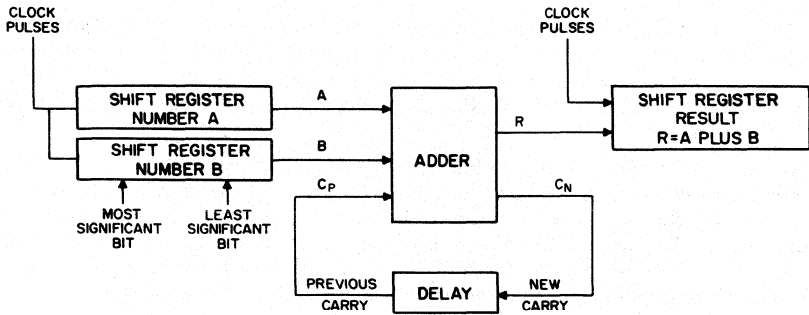 CLOCK
PULSES
CLOCK
PULSES
SHIFT REGISTER
NUMBER A
A
SHIFT REGISTER
RESULT
R=A PLUS B
R
SHIFT REGISTER
NUMBER B
B
ADDER
CP
CN
MOST
SIGNIFICANT
BIT
LEAST
SIGNIFICANT
BIT
PREVIOUS
CARRY
DELAY
NEW
CARRY